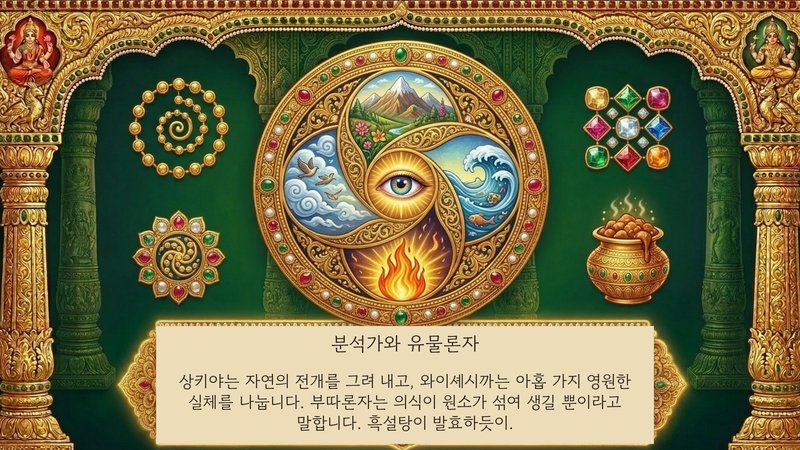 분석가와 유물론자
상키야는 자연의 전개를 그려 내고, 와이셰시까는 아홉 가지 영원한
실체를 나눕니다. 부따론자는 의식이 원소가 섞여 생길 뿐이라고
말합니다. 흑설탕이 발효하듯이.